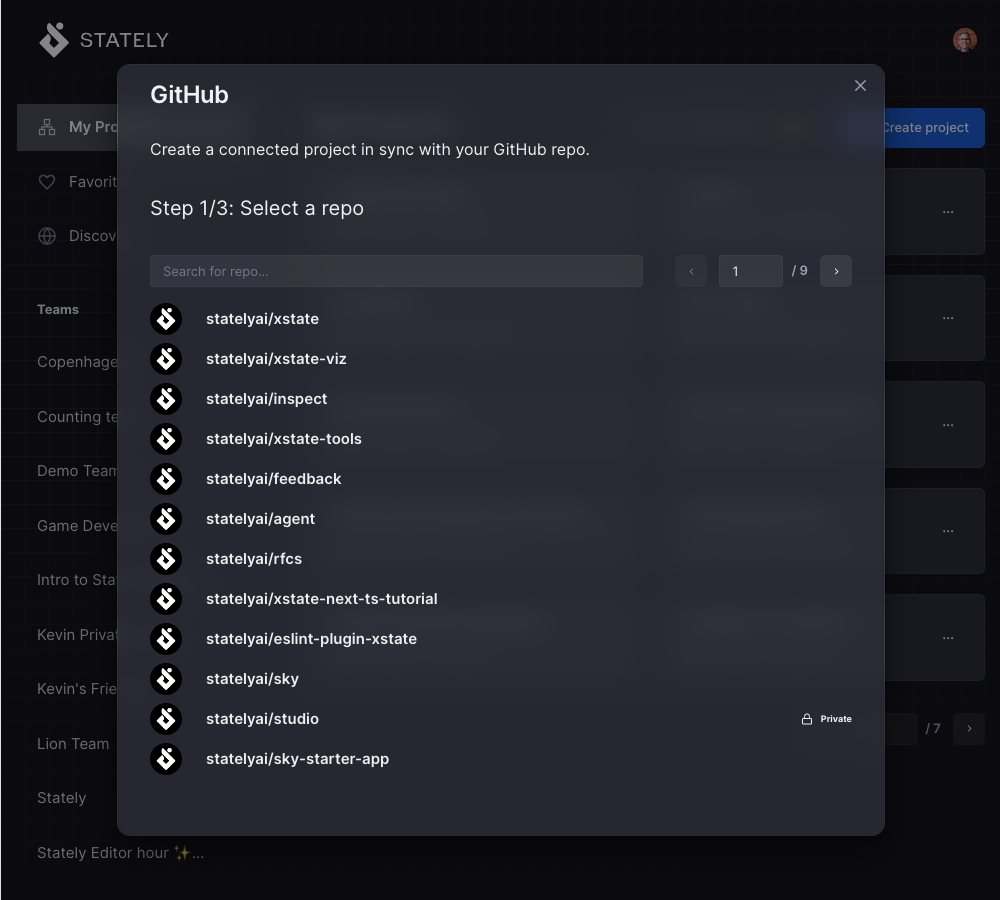 STATELY
GitHub
My Pro
Create project
Create a connected project in sync with your GitHub repo.
Favorit
Step 1/3: Select a repo
Discov
Search for repo...
1
/ 9
Teams
statelyai/xstate
statelyai/xstate-viz
Copenhage
statelyai/inspect
Counting te
statelyai/xstate-tools
Demo Team
statelyai/feedback
Game Deve
statelyai/agent
statelyai/rfcs
Intro to Sta
statelyai/xstate-next-ts-tutorial
Kevin Privat
statelyai/eslint-plugin-xstate
Kevin's Frie
statelyai/sky
statelyai/studio
Private
/ 7
Lion Team
statelyai/sky-starter-app
Stately
Stately Editor hour ✨...